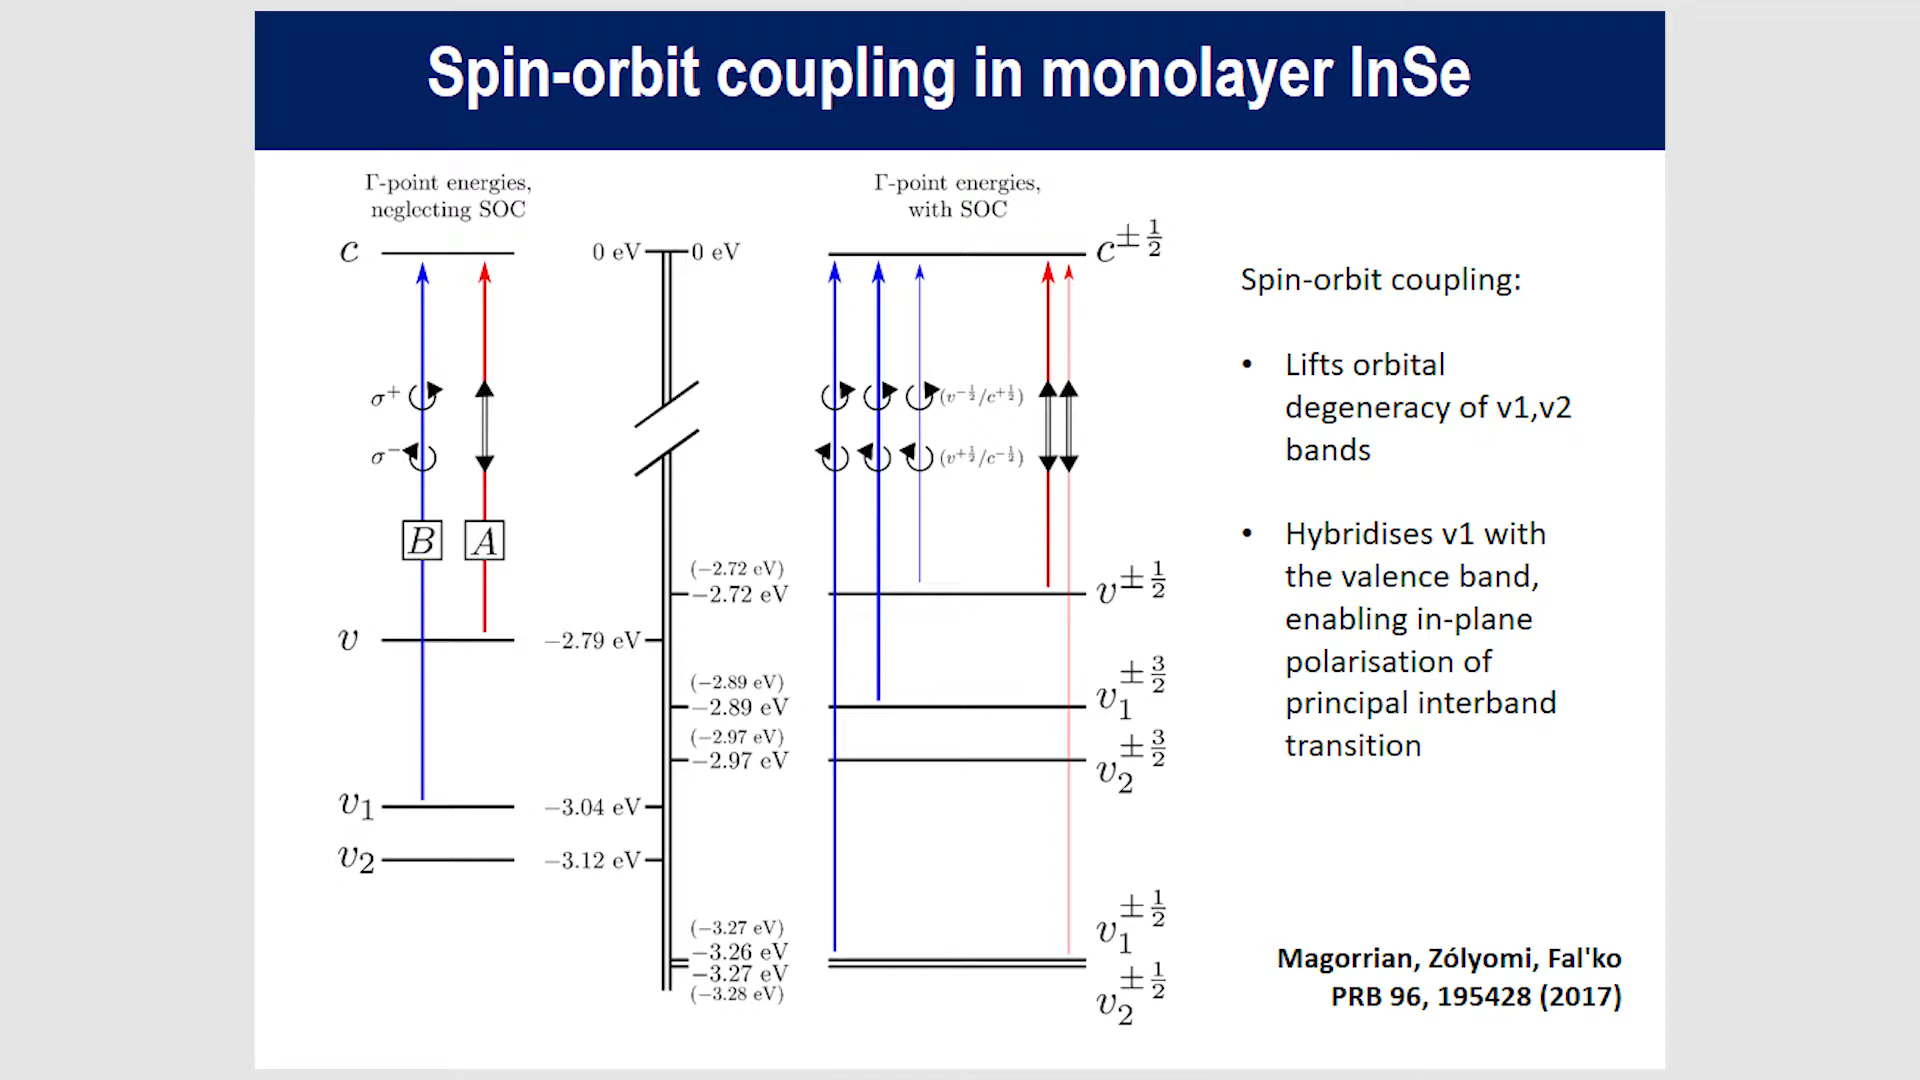 Spin-orbit coupling in monolayer InSe
Γ-point energies,
neglecting SOC
Γ-point energies,
with SOC
c
0 eV
0 eV
c^{±1/2}
σ⁺
σ⁻
B
A
(v^{-1/2}/c^{+1/2})
(v^{+1/2}/c^{-1/2})
(−2.72 eV)
−2.72 eV
v^{±1/2}
v
−2.79 eV
(−2.89 eV)
−2.89 eV
v₁^{±3/2}
(−2.97 eV)
−2.97 eV
v₂^{±3/2}
v₁
−3.04 eV
v₂
−3.12 eV
(−3.27 eV)
−3.26 eV
v₁^{±1/2}
−3.27 eV
(−3.28 eV)
v₂^{±1/2}
Spin-orbit coupling:
• Lifts orbital
degeneracy of v1,v2
bands
• Hybridises v1 with
the valence band,
enabling in-plane
polarisation of
principal interband
transition
Magorrian, Zólyomi, Fal'ko
PRB 96, 195428 (2017)